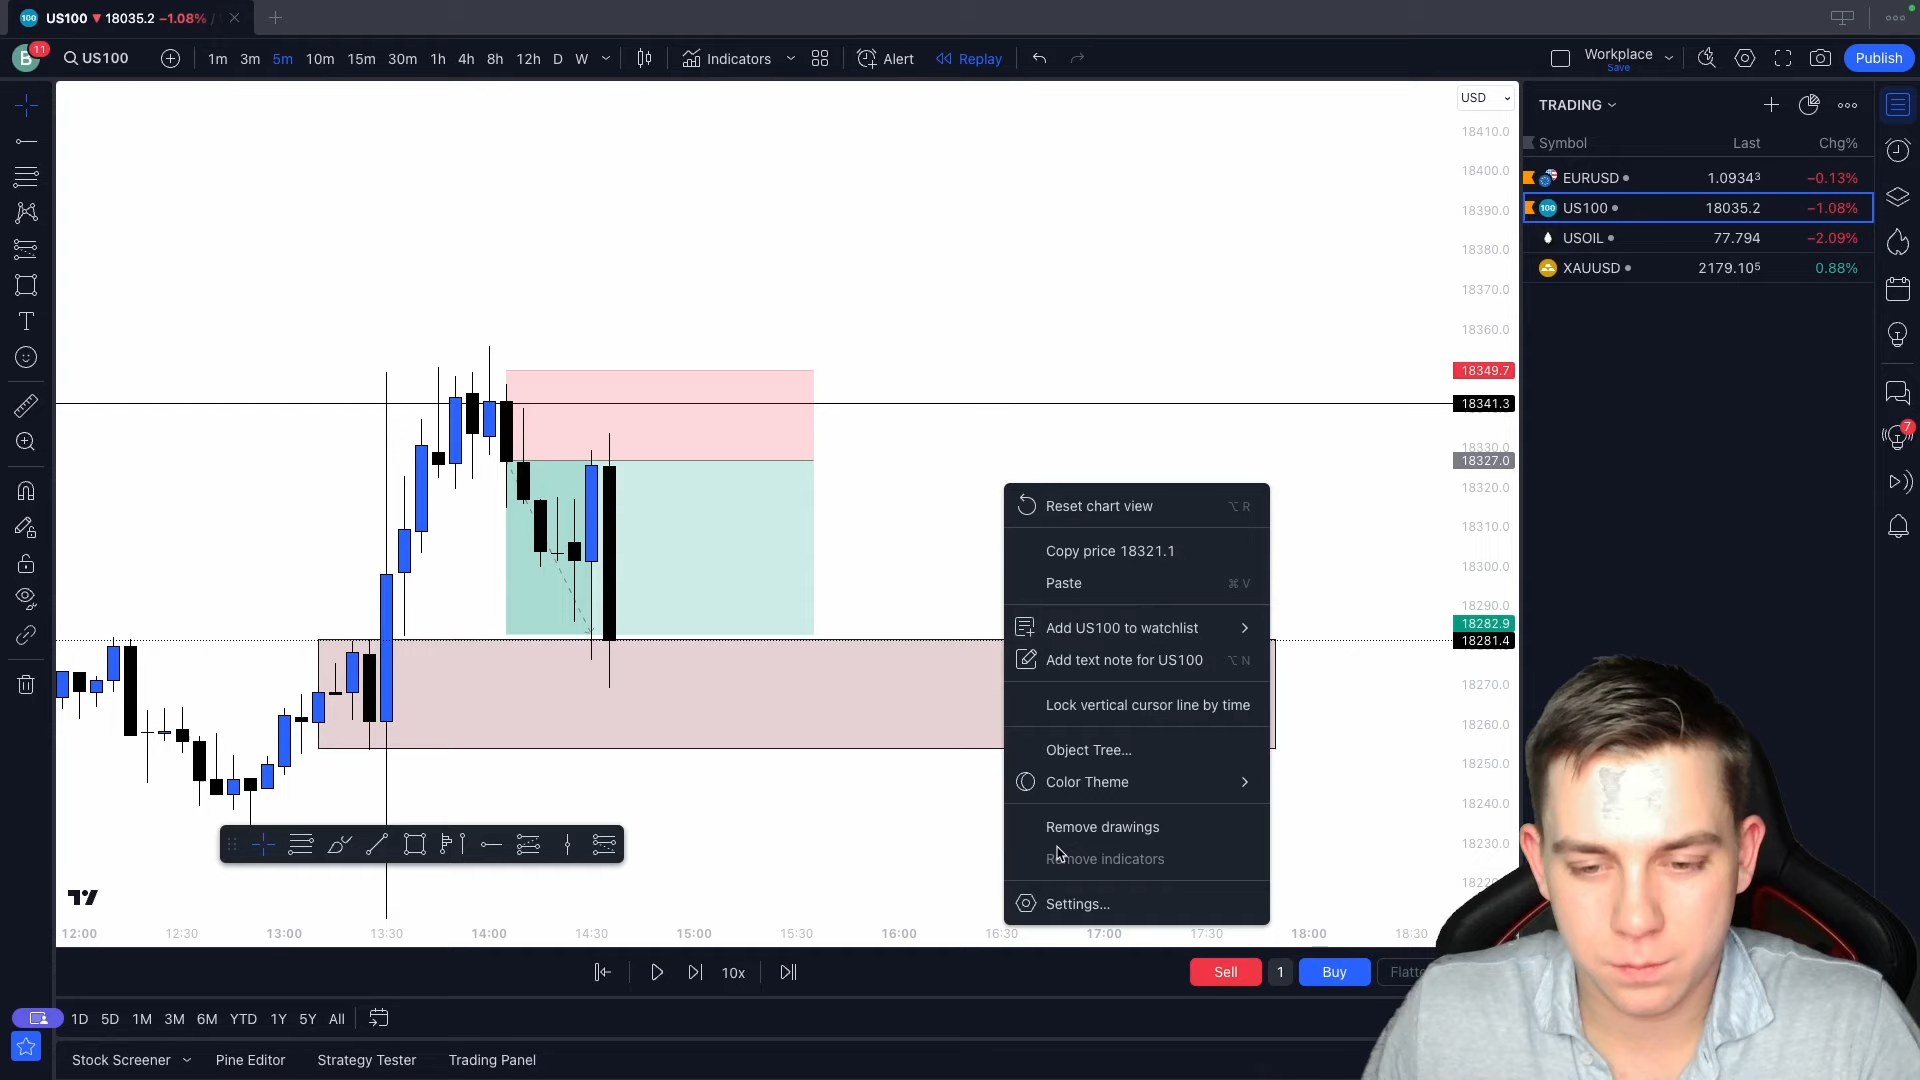 100 US100 18035.2 −1.08% /
B 11 US100 1m 3m 5m 10m 15m 30m 1h 4h 8h 12h D W Indicators Alert Replay Workplace Publish
Save
USD
18410.0
18400.0
18390.0
18380.0
18370.0
18360.0
18349.7
18341.3
18330.0
18327.0
18320.0
18310.0
18300.0
18290.0
18282.9
18281.4
18270.0
18260.0
18250.0
18240.0
18230.0
TRADING
Symbol Last Chg%
EURUSD 1.0934³ −0.13%
100 US100 18035.2 −1.08%
USOIL 77.794 −2.09%
XAUUSD 2179.10⁵ 0.88%
7
Reset chart view ⌥ R
Copy price 18321.1
Paste ⌘ V
Add US100 to watchlist
Add text note for US100 ⌥ N
Lock vertical cursor line by time
Object Tree...
Color Theme
Remove drawings
Remove indicators
Settings...
12:00 12:30 13:00 13:30 14:00 14:30 15:00 15:30 16:00 16:30 17:00 17:30 18:00 18:30
10x Sell 1 Buy
1D 5D 1M 3M 6M YTD 1Y 5Y All
Stock Screener Pine Editor Strategy Tester Trading Panel